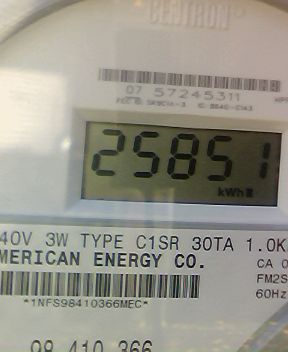 CENTRON
07 57245311
25851
kWh
40V 3W TYPE C1SR 30TA 1.0K
MERICAN ENERGY CO.
CA 0
FM2S
60Hz
*1NFS98410366MEC*
98 410 366